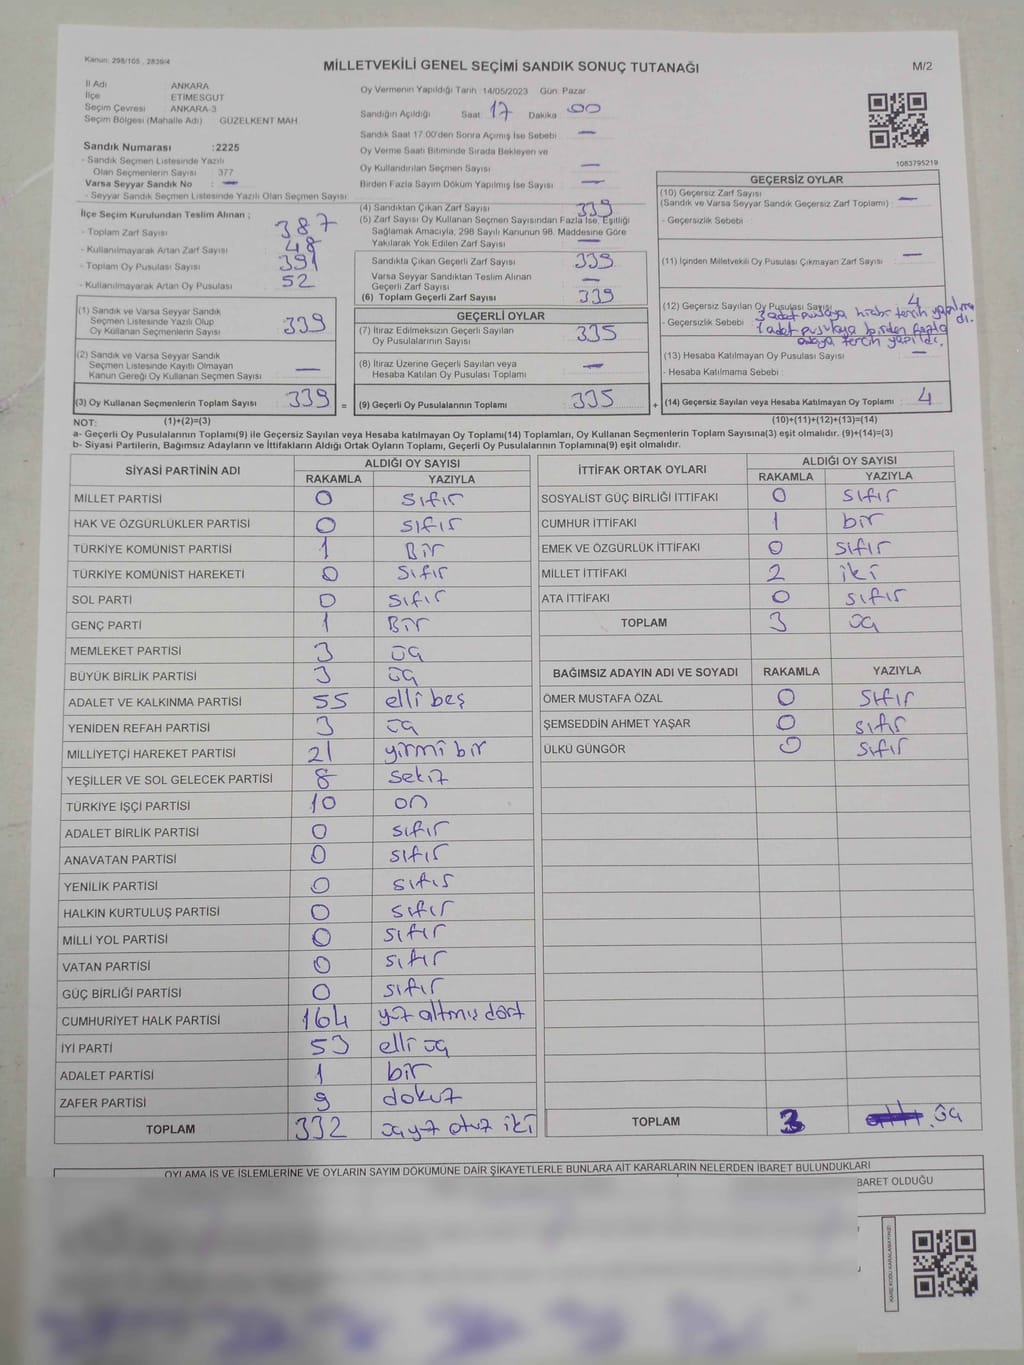 Kanun: 298/105 , 2839/4
MİLLETVEKİLİ GENEL SEÇİMİ SANDIK SONUÇ TUTANAĞI
M/2
İl Adı ANKARA
İlçe ETİMESGUT
Seçim Çevresi ANKARA-3
Seçim Bölgesi (Mahalle Adı) GÜZELKENT MAH.
Sandık Numarası :2225
- Sandık Seçmen Listesinde Yazılı
Olan Seçmenlerin Sayısı : 377
Varsa Seyyar Sandık No : —
- Seyyar Sandık Seçmen Listesinde Yazılı Olan Seçmen Sayısı:
İlçe Seçim Kurulundan Teslim Alınan ;
- Toplam Zarf Sayısı 387
- Kullanılmayarak Artan Zarf Sayısı 48
- Toplam Oy Pusulası Sayısı 391
- Kullanılmayarak Artan Oy Pusulası 52
(1) Sandık ve Varsa Seyyar Sandık
Seçmen Listesinde Yazılı Olup
Oy Kullanan Seçmenlerin Sayısı 339
(2) Sandık ve Varsa Seyyar Sandık
Seçmen Listesinde Kayıtlı Olmayan
Kanun Gereği Oy Kullanan Seçmen Sayısı —
(3) Oy Kullanan Seçmenlerin Toplam Sayısı 339 =
Oy Vermenin Yapıldığı Tarih :14/05/2023 Gün: Pazar
Sandığın Açıldığı Saat 17 Dakika 00
Sandık Saat 17:00'den Sonra Açılmış İse Sebebi : —
Oy Verme Saati Bitiminde Sırada Bekleyen ve
Oy Kullandırılan Seçmen Sayısı : —
Birden Fazla Sayım Döküm Yapılmış İse Sayısı : —
(4) Sandıktan Çıkan Zarf Sayısı : 339
(5) Zarf Sayısı Oy Kullanan Seçmen Sayısından Fazla İse, Eşitliği
Sağlamak Amacıyla, 298 Sayılı Kanunun 98. Maddesine Göre
Yakılarak Yok Edilen Zarf Sayısı : —
Sandıkta Çıkan Geçerli Zarf Sayısı : 339
Varsa Seyyar Sandıktan Teslim Alınan
Geçerli Zarf Sayısı : —
(6) Toplam Geçerli Zarf Sayısı : 339
GEÇERLİ OYLAR
(7) İtiraz Edilmeksizin Geçerli Sayılan
Oy Pusulalarının Sayısı : 335
(8) İtiraz Üzerine Geçerli Sayılan veya
Hesaba Katılan Oy Pusulası Toplamı : —
(9) Geçerli Oy Pusulalarının Toplamı : 335 +
1083795219
GEÇERSİZ OYLAR
(10) Geçersiz Zarf Sayısı
(Sandık ve Varsa Seyyar Sandık Geçersiz Zarf Toplamı) : —
- Geçersizlik Sebebi :
(11) İçinden Milletvekili Oy Pusulası Çıkmayan Zarf Sayısı : —
(12) Geçersiz Sayılan Oy Pusulası Sayısı : 4
- Geçersizlik Sebebi : 3 adet pusulaya hiçbir tercih yapılma
dı.
1 adet pusulaya birden fazla
adaya tercih yapıldı.
(13) Hesaba Katılmayan Oy Pusulası Sayısı : —
- Hesaba Katılmama Sebebi :
(14) Geçersiz Sayılan veya Hesaba Katılmayan Oy Toplamı : 4
NOT: (1)+(2)=(3) (10)+(11)+(12)+(13)=(14)
a- Geçerli Oy Pusulalarının Toplamı(9) ile Geçersiz Sayılan veya Hesaba katılmayan Oy Toplamı(14) Toplamları, Oy Kullanan Seçmenlerin Toplam Sayısına(3) eşit olmalıdır. (9)+(14)=(3)
b- Siyasi Partilerin, Bağımsız Adayların ve İttifakların Aldığı Ortak Oyların Toplamı, Geçerli Oy Pusulalarının Toplamına(9) eşit olmalıdır.
SİYASİ PARTİNİN ADI ALDIĞI OY SAYISI
RAKAMLA YAZIYLA
MİLLET PARTİSİ 0 sıfır
HAK VE ÖZGÜRLÜKLER PARTİSİ 0 sıfır
TÜRKİYE KOMÜNİST PARTİSİ 1 Bir
TÜRKİYE KOMÜNİST HAREKETİ 0 sıfır
SOL PARTİ 0 sıfır
GENÇ PARTİ 1 Bir
MEMLEKET PARTİSİ 3 üç
BÜYÜK BİRLİK PARTİSİ 3 üç
ADALET VE KALKINMA PARTİSİ 55 elli beş
YENİDEN REFAH PARTİSİ 3 üç
MİLLİYETÇİ HAREKET PARTİSİ 21 yirmi bir
YEŞİLLER VE SOL GELECEK PARTİSİ 8 sekiz
TÜRKİYE İŞÇİ PARTİSİ 10 on
ADALET BİRLİK PARTİSİ 0 sıfır
ANAVATAN PARTİSİ 0 sıfır
YENİLİK PARTİSİ 0 sıfır
HALKIN KURTULUŞ PARTİSİ 0 sıfır
MİLLİ YOL PARTİSİ 0 sıfır
VATAN PARTİSİ 0 sıfır
GÜÇ BİRLİĞİ PARTİSİ 0 sıfır
CUMHURİYET HALK PARTİSİ 164 yüz altmış dört
İYİ PARTİ 53 elli üç
ADALET PARTİSİ 1 bir
ZAFER PARTİSİ 9 dokuz
TOPLAM 332 üçyüz otuz iki
İTTİFAK ORTAK OYLARI ALDIĞI OY SAYISI
RAKAMLA YAZIYLA
SOSYALİST GÜÇ BİRLİĞİ İTTİFAKI 0 sıfır
CUMHUR İTTİFAKI 1 bir
EMEK VE ÖZGÜRLÜK İTTİFAKI 0 sıfır
MİLLET İTTİFAKI 2 iki
ATA İTTİFAKI 0 sıfır
TOPLAM 3 üç
BAĞIMSIZ ADAYIN ADI VE SOYADI RAKAMLA YAZIYLA
ÖMER MUSTAFA ÖZAL 0 sıfır
ŞEMSEDDİN AHMET YAŞAR 0 sıfır
ÜLKÜ GÜNGÖR 0 sıfır
TOPLAM 3 üç
OYLAMA İŞ VE İŞLEMLERİNE VE OYLARIN SAYIM DÖKÜMÜNE DAİR ŞİKAYETLERLE BUNLARA AİT KARARLARIN NELERDEN İBARET BULUNDUKLARI
BARET OLDUĞU
KARE KODU KARALAMAYINIZ!